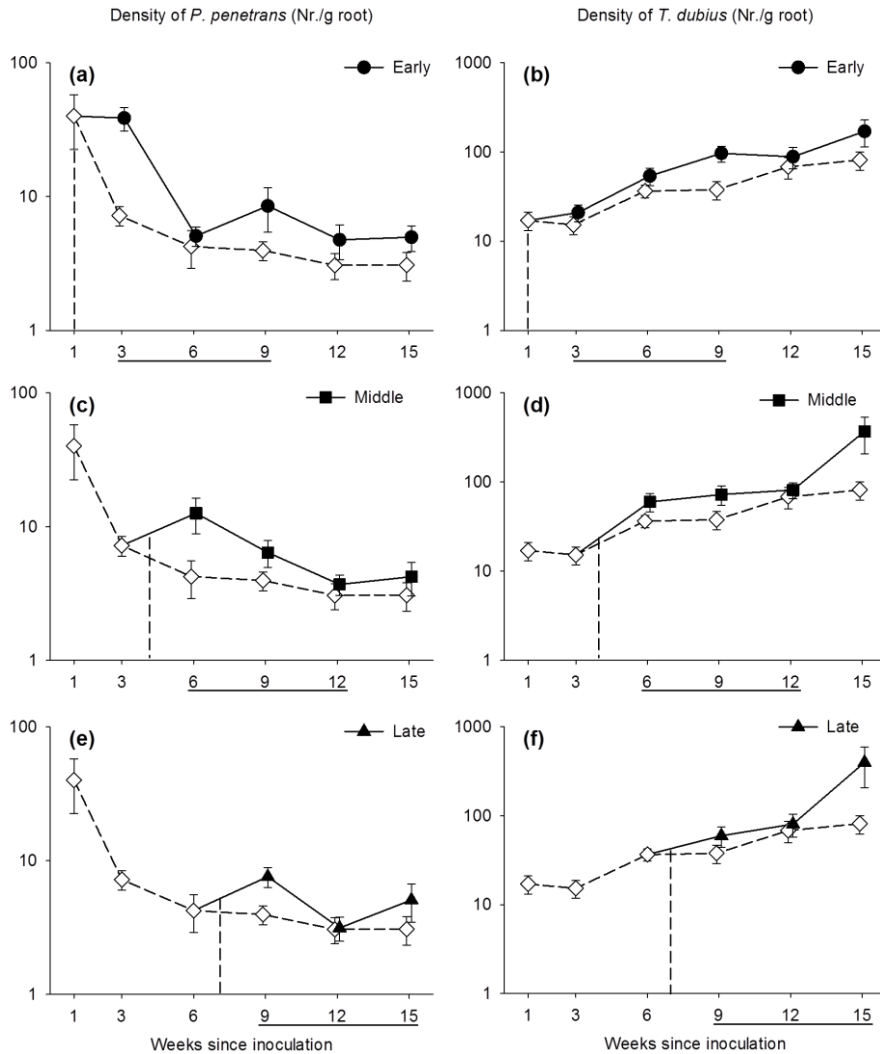 Density of P. penetrans (Nr./g root)
Density of T. dubius (Nr./g root)
100
(a)
Early
10
1
1 3 6 9 12 15
1000
(b)
Early
100
10
1
1 3 6 9 12 15
100
(c)
Middle
10
1
1 3 6 9 12 15
1000
(d)
Middle
100
10
1
1 3 6 9 12 15
100
(e)
Late
10
1
1 3 6 9 12 15
Weeks since inoculation
1000
(f)
Late
100
10
1
1 3 6 9 12 15
Weeks since inoculation